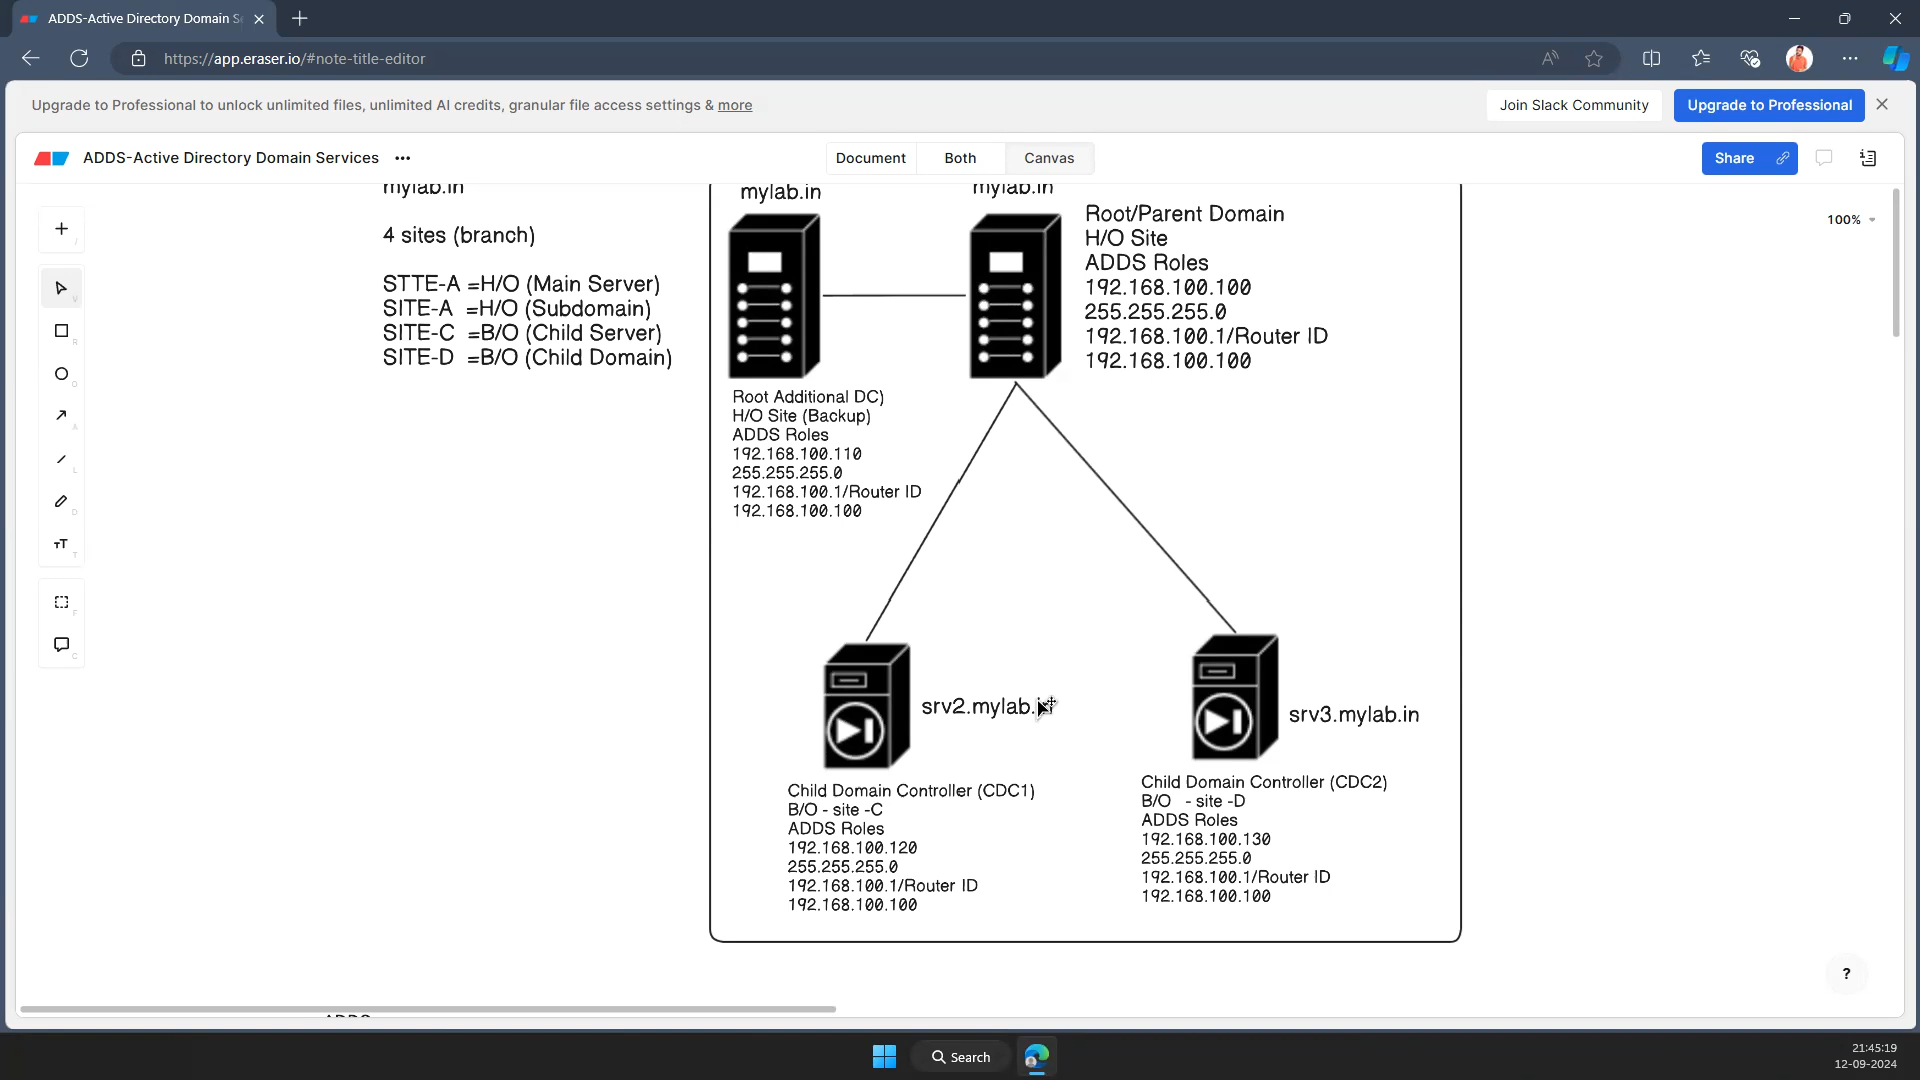 ADDS-Active Directory Domain S
https://app.eraser.io/#note-title-editor
Upgrade to Professional to unlock unlimited files, unlimited AI credits, granular file access settings & more
Join Slack Community
Upgrade to Professional
ADDS-Active Directory Domain Services
Document
Both
Canvas
Share
100%
mylab.in
4 sites (branch)
STTE-A =H/O (Main Server)
SITE-A =H/O (Subdomain)
SITE-C =B/O (Child Server)
SITE-D =B/O (Child Domain)
mylab.in
mylab.in
Root/Parent Domain
H/O Site
ADDS Roles
192.168.100.100
255.255.255.0
192.168.100.1/Router ID
192.168.100.100
Root Additional DC)
H/O Site (Backup)
ADDS Roles
192.168.100.110
255.255.255.0
192.168.100.1/Router ID
192.168.100.100
srv2.mylab.in
srv3.mylab.in
Child Domain Controller (CDC1)
B/O - site -C
ADDS Roles
192.168.100.120
255.255.255.0
192.168.100.1/Router ID
192.168.100.100
Child Domain Controller (CDC2)
B/O - site -D
ADDS Roles
192.168.100.130
255.255.255.0
192.168.100.1/Router ID
192.168.100.100
/
V
R
O
A
L
D
TT
T
F
C
?
ADDS
Search
21:45:19
12-09-2024